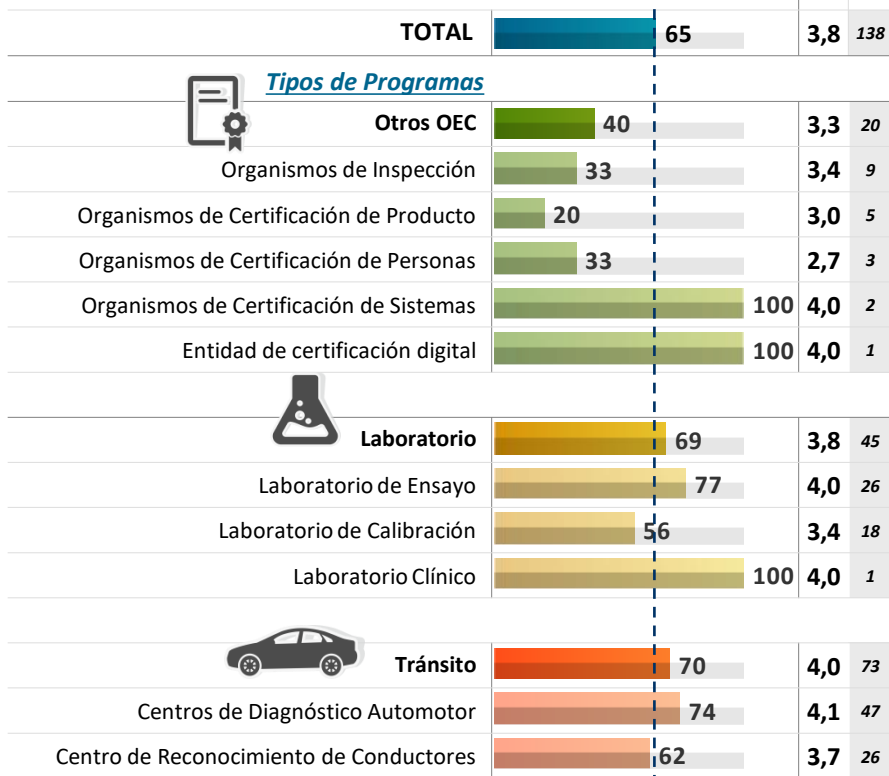 TOTAL 65 3,8 138
Tipos de Programas
Otros OEC 40 3,3 20
Organismos de Inspección 33 3,4 9
Organismos de Certificación de Producto 20 3,0 5
Organismos de Certificación de Personas 33 2,7 3
Organismos de Certificación de Sistemas 100 4,0 2
Entidad de certificación digital 100 4,0 1
Laboratorio 69 3,8 45
Laboratorio de Ensayo 77 4,0 26
Laboratorio de Calibración 56 3,4 18
Laboratorio Clínico 100 4,0 1
Tránsito 70 4,0 73
Centros de Diagnóstico Automotor 74 4,1 47
Centro de Reconocimiento de Conductores 62 3,7 26